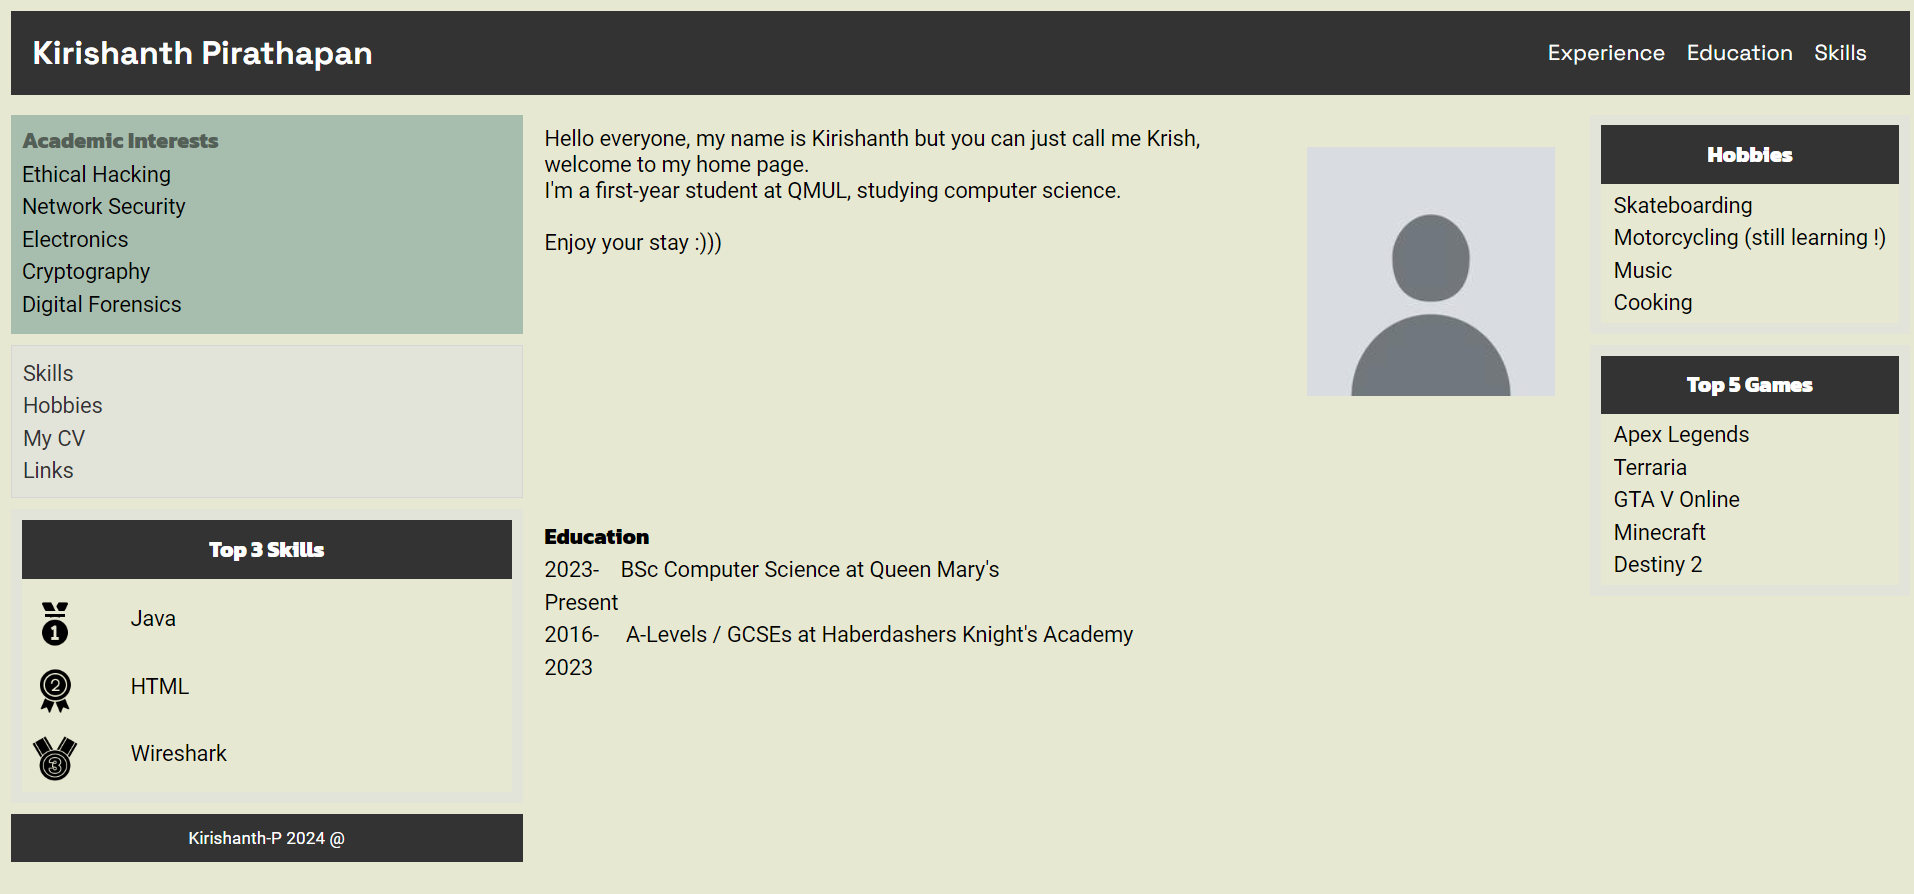 Kirishanth Pirathapan
Experience Education Skills
Academic Interests
Ethical Hacking
Network Security
Electronics
Cryptography
Digital Forensics
Skills
Hobbies
My CV
Links
Top 3 Skills
1 Java
2 HTML
3 Wireshark
Kirishanth-P 2024 @
Hello everyone, my name is Kirishanth but you can just call me Krish,
welcome to my home page.
I'm a first-year student at QMUL, studying computer science.
Enjoy your stay :)))
Education
2023- BSc Computer Science at Queen Mary's
Present
2016- A-Levels / GCSEs at Haberdashers Knight's Academy
2023
Hobbies
Skateboarding
Motorcycling (still learning !)
Music
Cooking
Top 5 Games
Apex Legends
Terraria
GTA V Online
Minecraft
Destiny 2